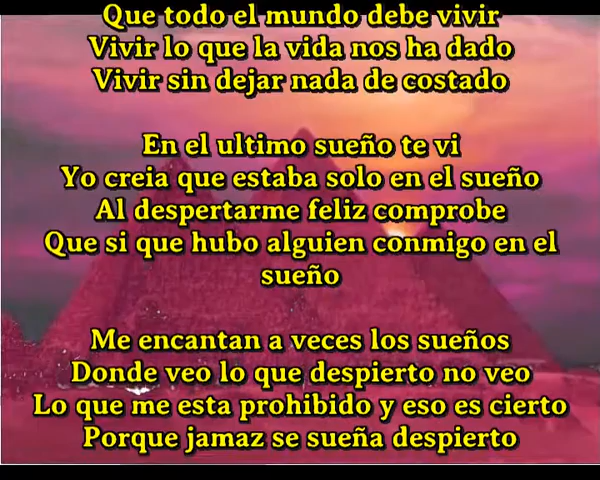 Que todo el mundo debe vivir
Vivir lo que la vida nos ha dado
Vivir sin dejar nada de costado
En el ultimo sueño te vi
Yo creia que estaba solo en el sueño
Al despertarme feliz comprobe
Que si que hubo alguien conmigo en el
sueño
Me encantan a veces los sueños
Donde veo lo que despierto no veo
Lo que me esta prohibido y eso es cierto
Porque jamaz se sueña despierto